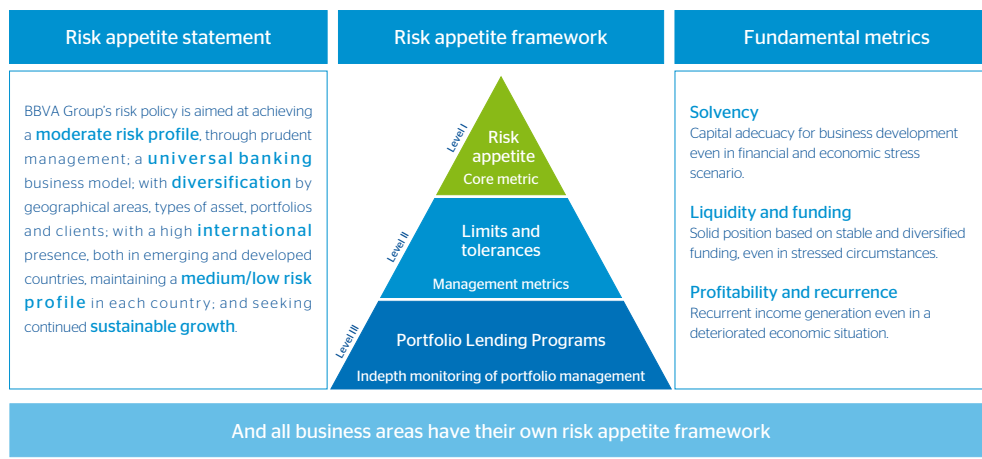 Risk appetite statement
BBVA Group's risk policy is aimed at achieving
a moderate risk profile, through prudent
management; a universal banking
business model; with diversification by
geographical areas, types of asset, portfolios
and clients; with a high international
presence, both in emerging and developed
countries, maintaining a medium/low risk
profile in each country; and seeking
continued sustainable growth.
Risk appetite framework
Level I
Risk
appetite
Core metric
Level II
Limits and
tolerances
Management metrics
Level III
Portfolio Lending Programs
Indepth monitoring of portfolio management
Fundamental metrics
Solvency
Capital adequacy for business development
even in financial and economic stress
scenario.
Liquidity and funding
Solid position based on stable and diversified
funding, even in stressed circumstances.
Profitability and recurrence
Recurrent income generation even in a
deteriorated economic situation.
And all business areas have their own risk appetite framework